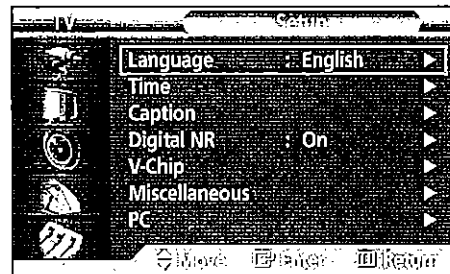 TV Setup
Language : English
Time
Caption
Digital NR : On
V-Chip
Miscellaneous
PC
Move Enter Return